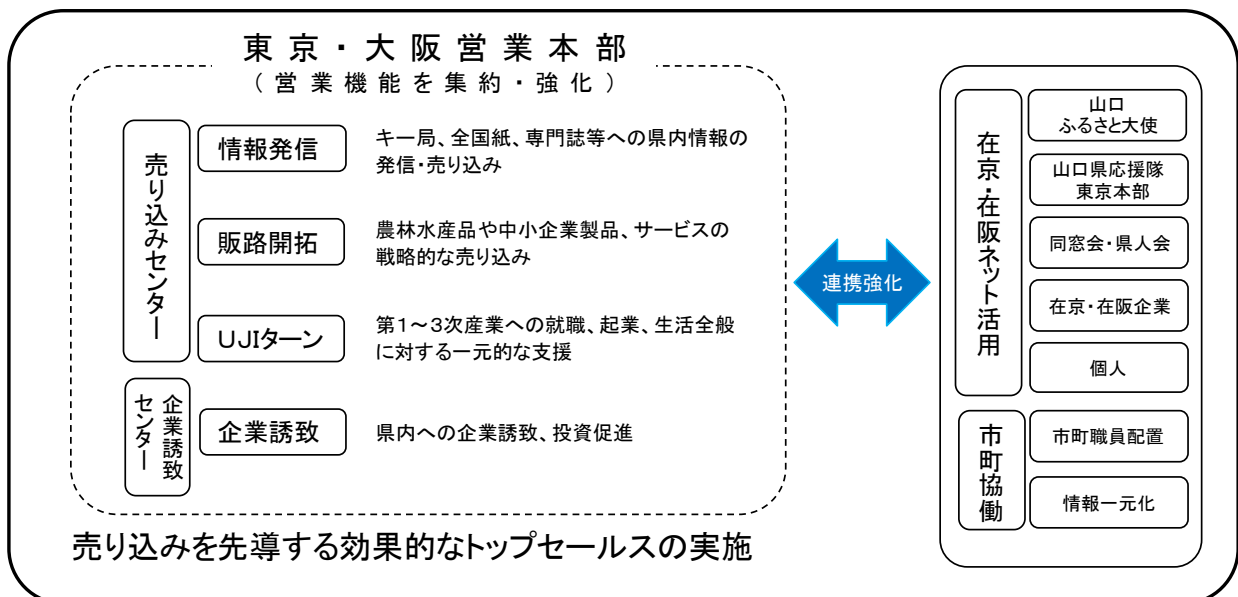 東京・大阪営業本部
（営業機能を集約・強化）
売り込みセンター
情報発信
キー局、全国紙、専門誌等への県内情報の
発信・売り込み
販路開拓
農林水産品や中小企業製品、サービスの
戦略的な売り込み
UJIターン
第１～３次産業への就職、起業、生活全般
に対する一元的な支援
企業誘致
センター
企業誘致
県内への企業誘致、投資促進
売り込みを先導する効果的なトップセールスの実施
連携強化
在京・在阪ネット活用
山口
ふるさと大使
山口県応援隊
東京本部
同窓会・県人会
在京・在阪企業
個人
市町協働
市町職員配置
情報一元化